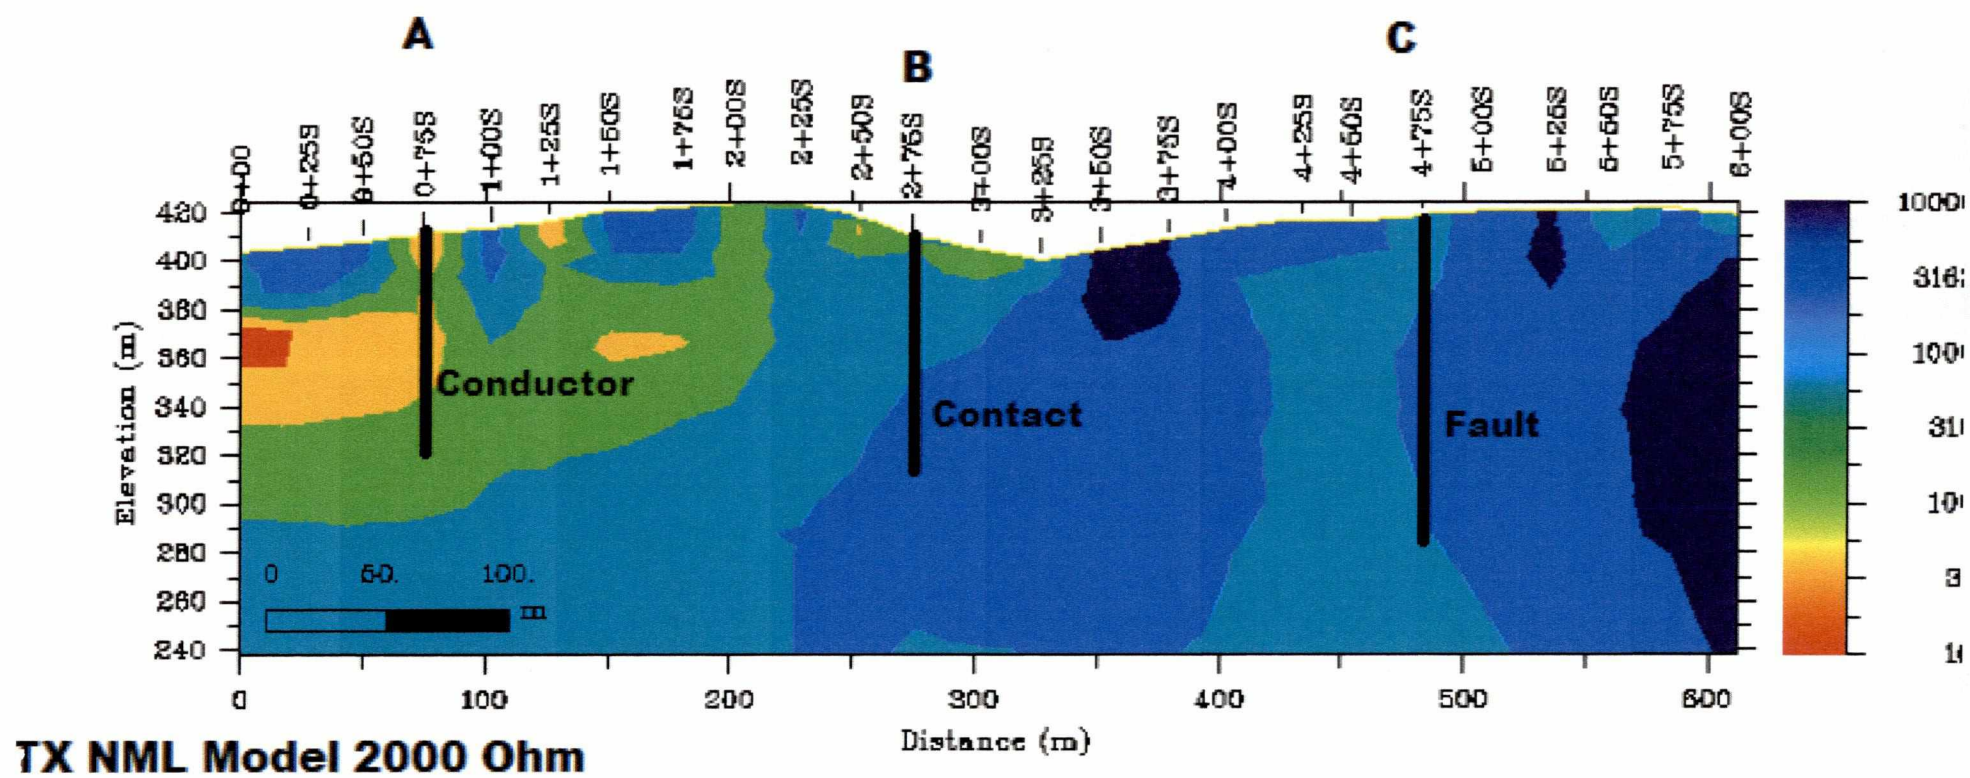 A
B
C
0+00
0+25S
0+50S
0+75S
1+00S
1+25S
1+50S
1+75S
2+00S
2+25S
2+50S
2+75S
3+00S
3+25S
3+50S
3+75S
4+00S
4+25S
4+50S
4+75S
5+00S
5+25S
5+50S
5+75S
6+00S
420
400
380
360
340
320
300
280
260
240
Elevation (m)
Conductor
Contact
Fault
0 50. 100.
m
0 100 200 300 400 500 600
Distance (m)
TX NML Model 2000 Ohm